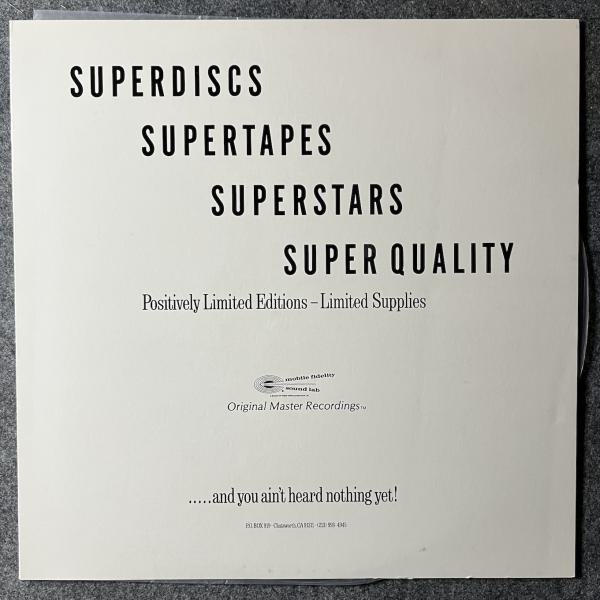 SUPERDISCS
SUPERTAPES
SUPERSTARS
SUPER QUALITY
Positively Limited Editions – Limited Supplies
mobile fidelity
sound lab
Original Master Recordings™
.....and you ain't heard nothing yet!